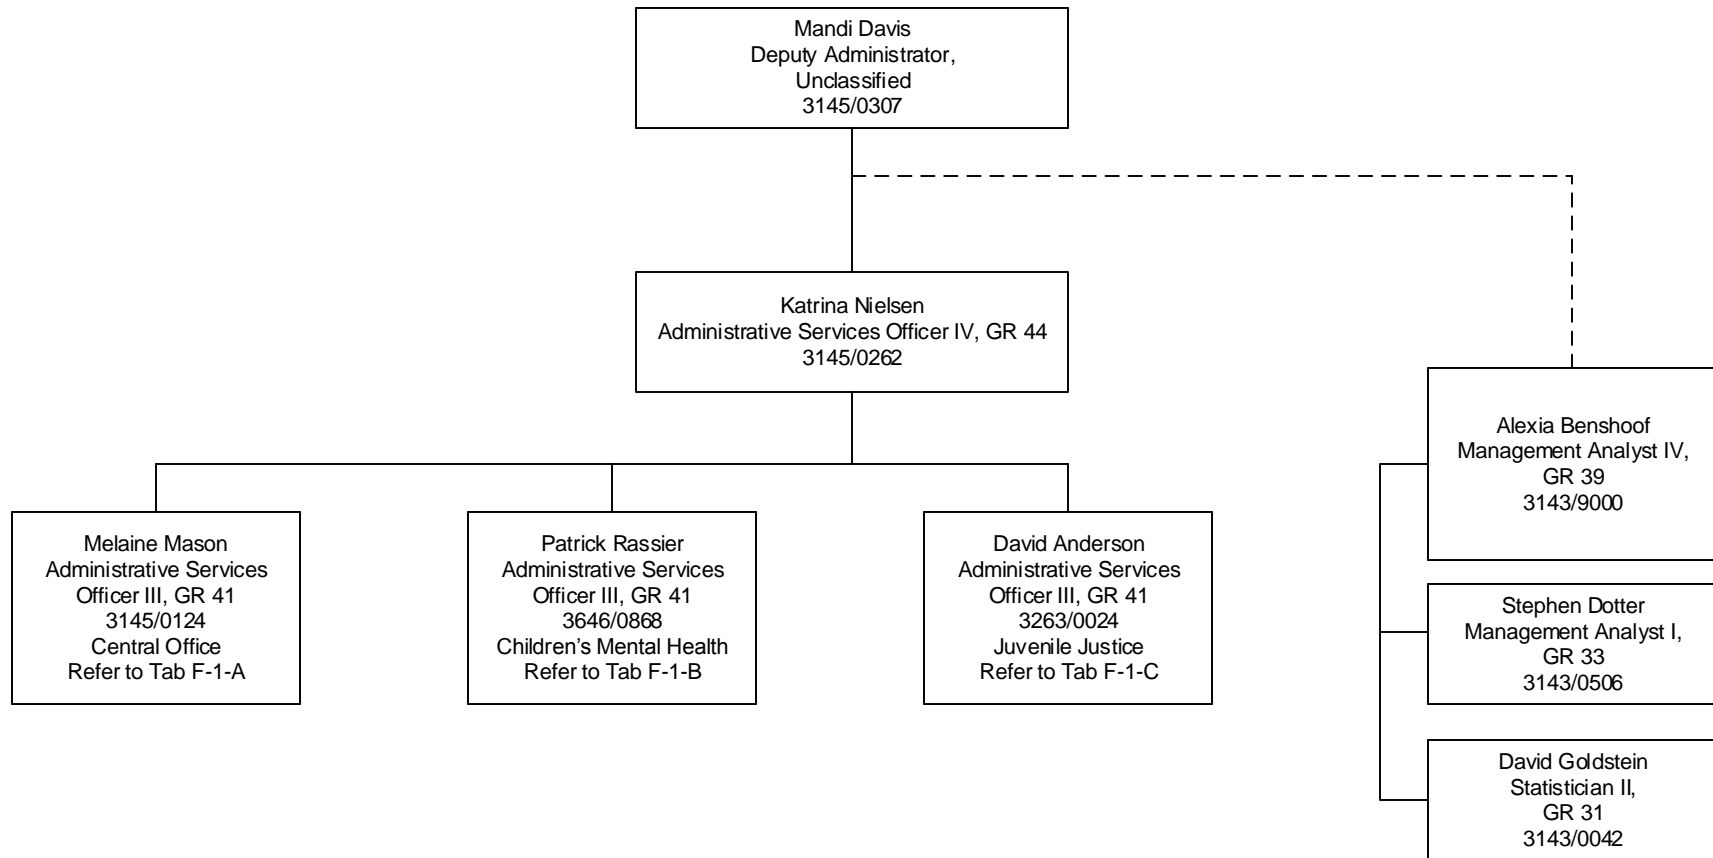 Mandi Davis
Deputy Administrator,
Unclassified
3145/0307
Katrina Nielsen
Administrative Services Officer IV, GR 44
3145/0262
Melaine Mason
Administrative Services
Officer III, GR 41
3145/0124
Central Office
Refer to Tab F-1-A
Patrick Rassier
Administrative Services
Officer III, GR 41
3646/0868
Children’s Mental Health
Refer to Tab F-1-B
David Anderson
Administrative Services
Officer III, GR 41
3263/0024
Juvenile Justice
Refer to Tab F-1-C
Alexia Benshoof
Management Analyst IV,
GR 39
3143/9000
Stephen Dotter
Management Analyst I,
GR 33
3143/0506
David Goldstein
Statistician II,
GR 31
3143/0042